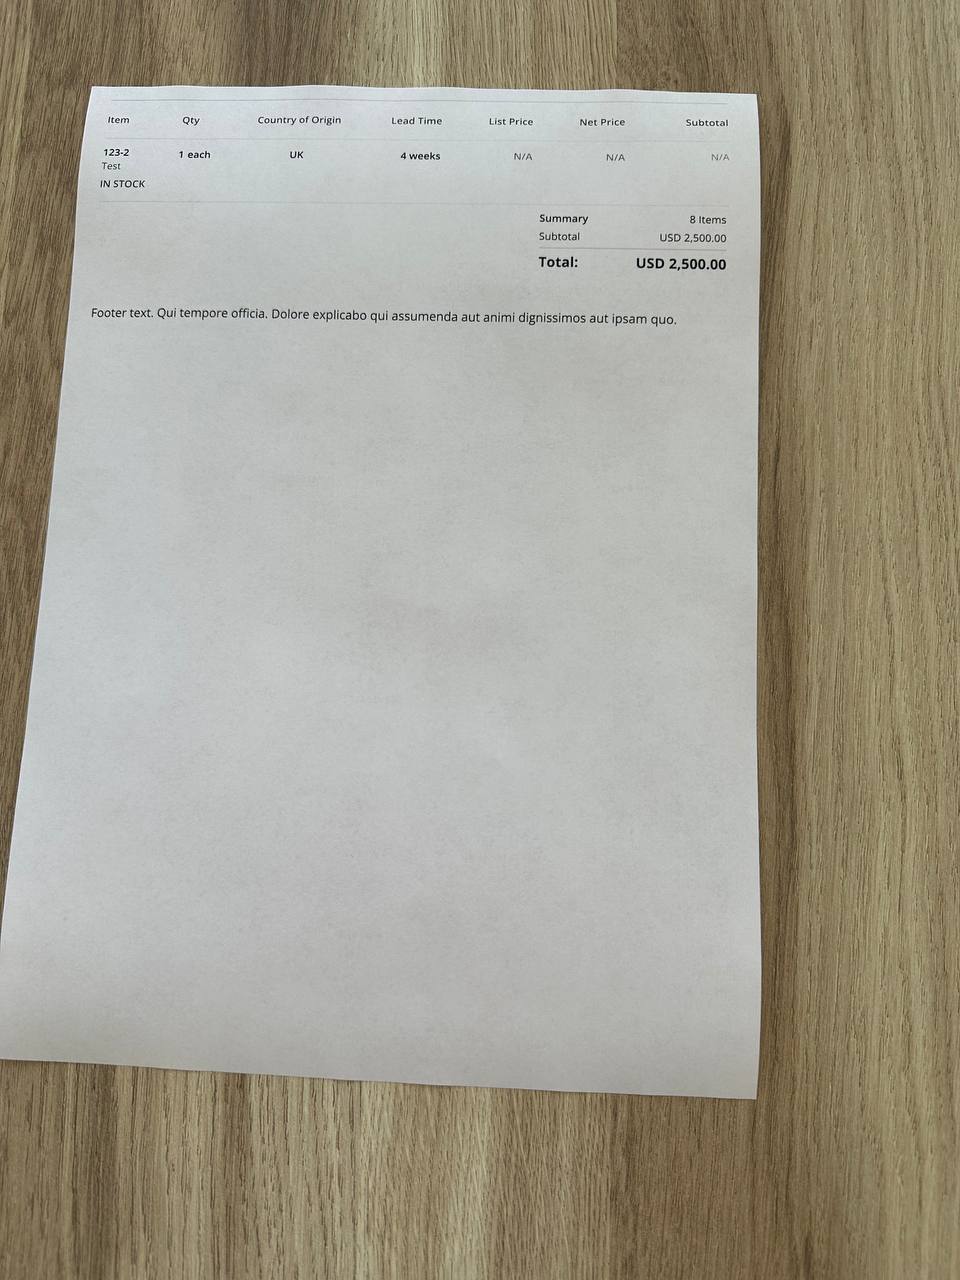 Item Qty Country of Origin Lead Time List Price Net Price Subtotal
123-2 1 each UK 4 weeks N/A N/A N/A
Test
IN STOCK
Summary 8 Items
Subtotal USD 2,500.00
Total: USD 2,500.00
Footer text. Qui tempore officia. Dolore explicabo qui assumenda aut animi dignissimos aut ipsam quo.